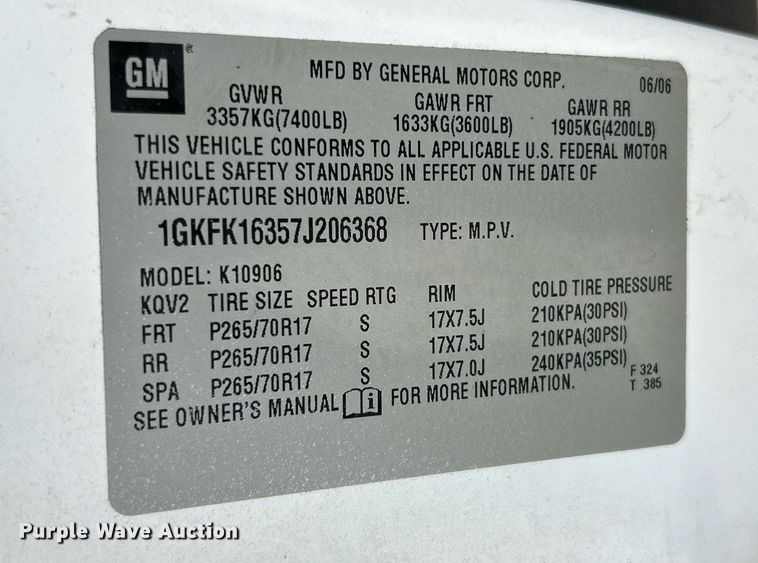 GM
MFD BY GENERAL MOTORS CORP. 06/06
GVWR GAWR FRT GAWR RR
3357KG(7400LB) 1633KG(3600LB) 1905KG(4200LB)
THIS VEHICLE CONFORMS TO ALL APPLICABLE U.S. FEDERAL MOTOR
VEHICLE SAFETY STANDARDS IN EFFECT ON THE DATE OF
MANUFACTURE SHOWN ABOVE.
1GKFK16357J206368 TYPE: M.P.V.
MODEL: K10906
KQV2 TIRE SIZE SPEED RTG RIM COLD TIRE PRESSURE
FRT P265/70R17 S 17X7.5J 210KPA(30PSI)
RR P265/70R17 S 17X7.5J 210KPA(30PSI)
SPA P265/70R17 S 17X7.0J 240KPA(35PSI) F 324
T 385
SEE OWNER'S MANUAL i FOR MORE INFORMATION.
Purple Wave Auction